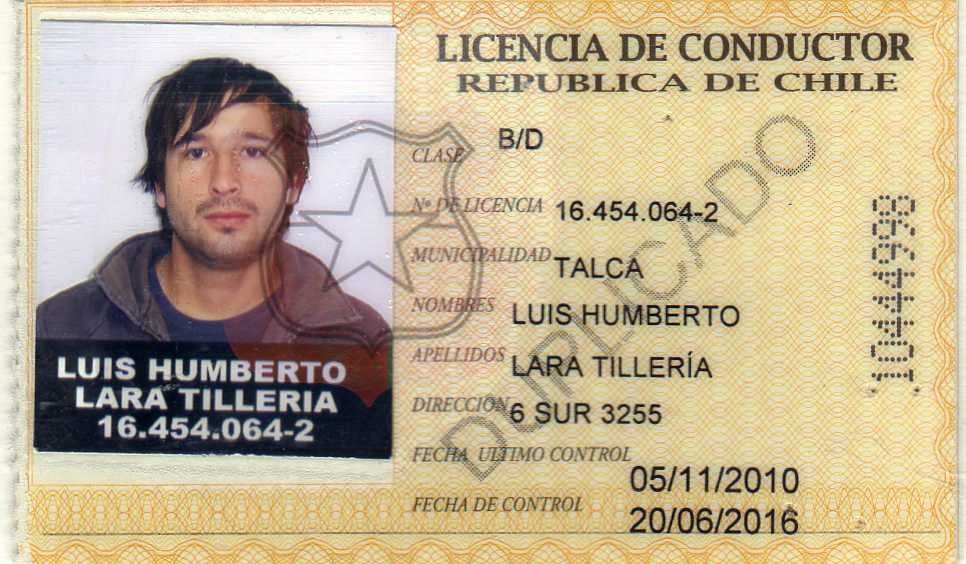 LICENCIA DE CONDUCTOR
REPUBLICA DE CHILE
CLASE B/D
Nº DE LICENCIA 16.454.064-2
MUNICIPALIDAD TALCA
NOMBRES LUIS HUMBERTO
APELLIDOS LARA TILLERÍA
DIRECCIÓN 6 SUR 3255
FECHA ULTIMO CONTROL 05/11/2010
FECHA DE CONTROL 20/06/2016
DUPLICADO
10444998
LUIS HUMBERTO
LARA TILLERIA
16.454.064-2